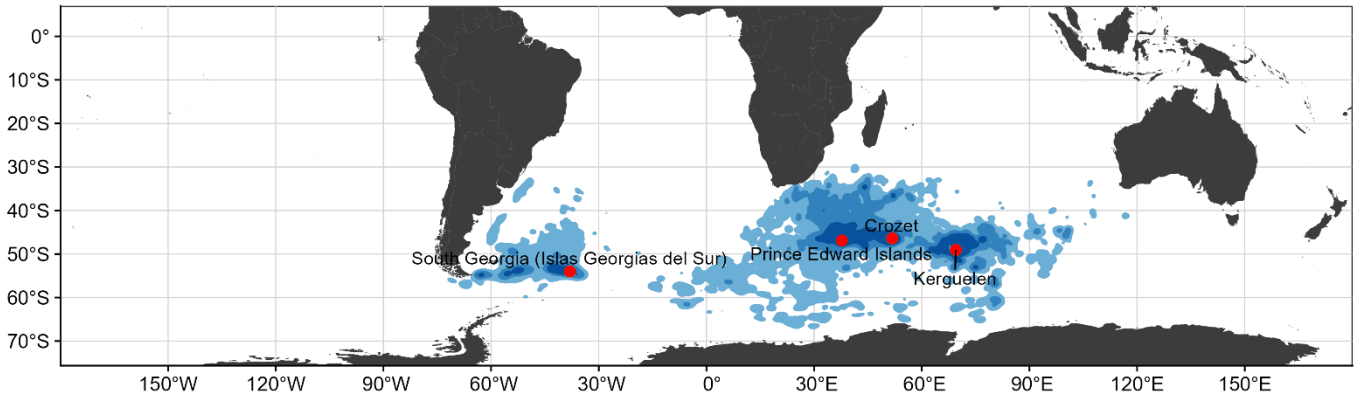 0°
10°S
20°S
30°S
40°S
50°S
60°S
70°S
Crozet
South Georgia (Islas Georgias del Sur)
Prince Edward Islands
Kerguelen
150°W 120°W 90°W 60°W 30°W 0° 30°E 60°E 90°E 120°E 150°E